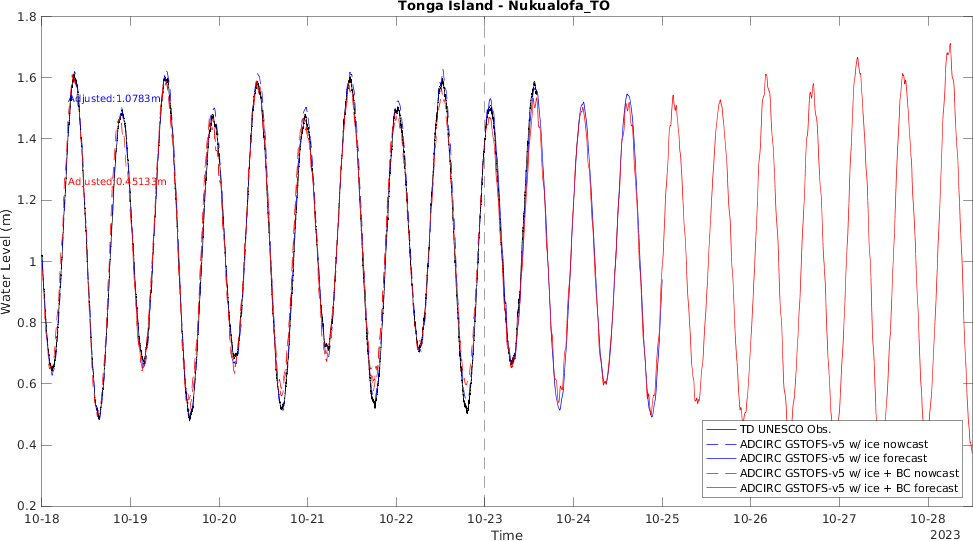 Tonga Island - Nukualofa_TO
1.8
1.6
1.4
1.2
1
0.8
0.6
0.4
0.2
Water Level (m)
Adjusted:1.0783m
Adjusted:0.45133m
TD UNESCO Obs.
ADCIRC GSTOFS-v5 w/ ice nowcast
ADCIRC GSTOFS-v5 w/ ice forecast
ADCIRC GSTOFS-v5 w/ ice + BC nowcast
ADCIRC GSTOFS-v5 w/ ice + BC forecast
10-18 10-19 10-20 10-21 10-22 10-23 10-24 10-25 10-26 10-27 10-28
2023
Time